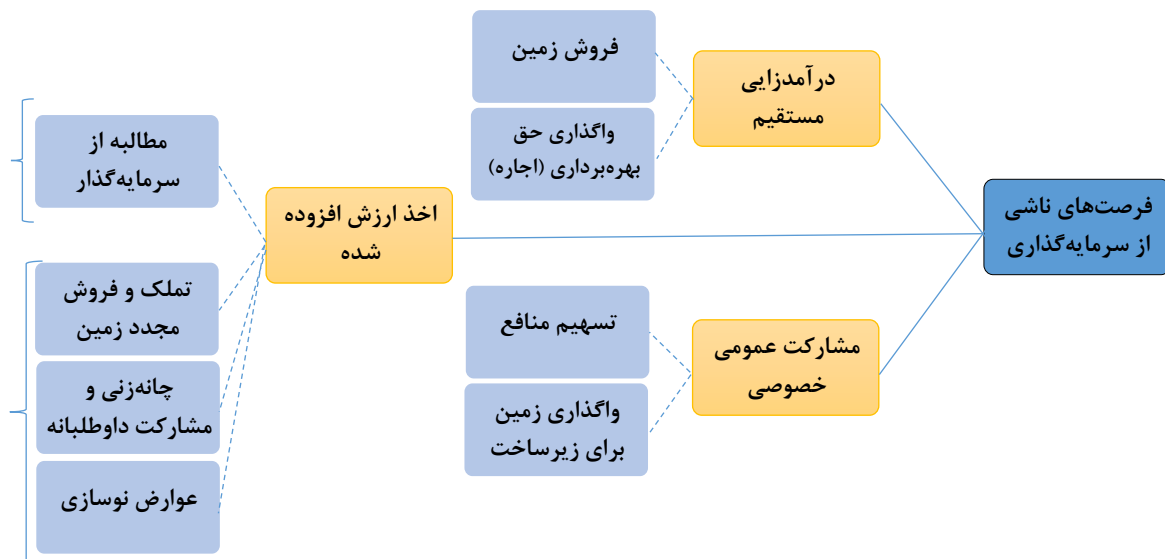 فرصت‌های ناشی
از سرمایه‌گذاری
درآمدزایی
مستقیم
فروش زمین
واگذاری حق
بهره‌برداری (اجاره)
اخذ ارزش افزوده
شده
مطالبه از
سرمایه‌گذار
تملک و فروش
مجدد زمین
چانه‌زنی و
مشارکت داوطلبانه
عوارض نوسازی
مشارکت عمومی
خصوصی
تسهیم منافع
واگذاری زمین
برای زیرساخت